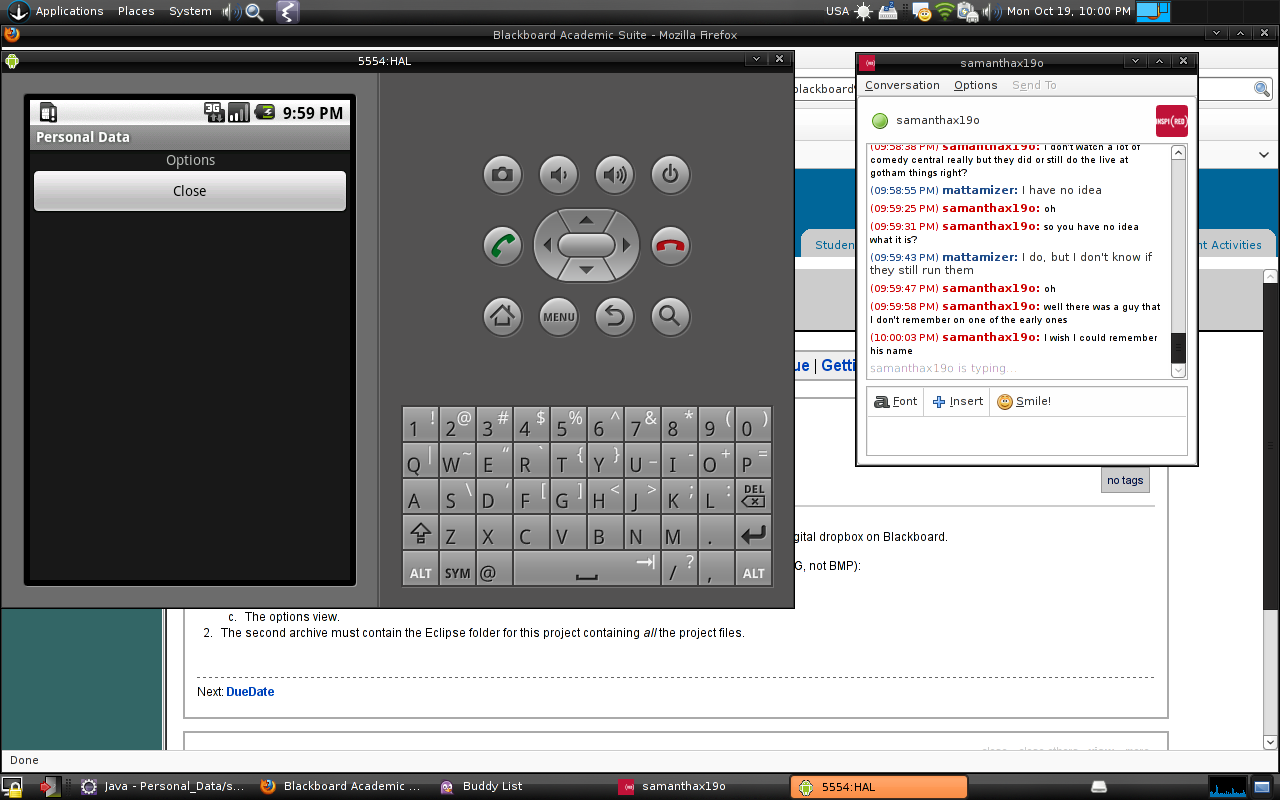 Applications Places System USA Mon Oct 19, 10:00 PM
Blackboard Academic Suite - Mozilla Firefox
5554:HAL
3G 9:59 PM
Personal Data
Options
Close
MENU
1 ! 2 @ 3 # 4 $ 5 % 6 ^ 7 & 8 * 9 ( 0 )
Q | W ~ E " R ` T { Y } U _ I - O + P =
A S \ D ' F [ G ] H < J > K ; L : DEL
Z X C V B N M .
ALT SYM @ / ? , ALT
samanthax19o
Conversation Options Send To
samanthax19o
INSPI(RED)
(09:58:38 PM) samanthax19o: I don't watch a lot of
comedy central really but they did or still do the live at
gotham things right?
(09:58:55 PM) mattamizer: I have no idea
(09:59:25 PM) samanthax19o: oh
(09:59:31 PM) samanthax19o: so you have no idea
what it is?
(09:59:43 PM) mattamizer: I do, but I don't know if
they still run them
(09:59:47 PM) samanthax19o: oh
(09:59:58 PM) samanthax19o: well there was a guy that
I don't remember on one of the early ones
(10:00:03 PM) samanthax19o: I wish I could remember
his name
samanthax19o is typing...
Font Insert Smile!
blackboard
Studen
nt Activities
ue | Getti
no tags
gital dropbox on Blackboard.
G, not BMP):
c. The options view.
2. The second archive must contain the Eclipse folder for this project containing all the project files.
Next: DueDate
Done
Java - Personal_Data/s... Blackboard Academic ... Buddy List samanthax19o 5554:HAL